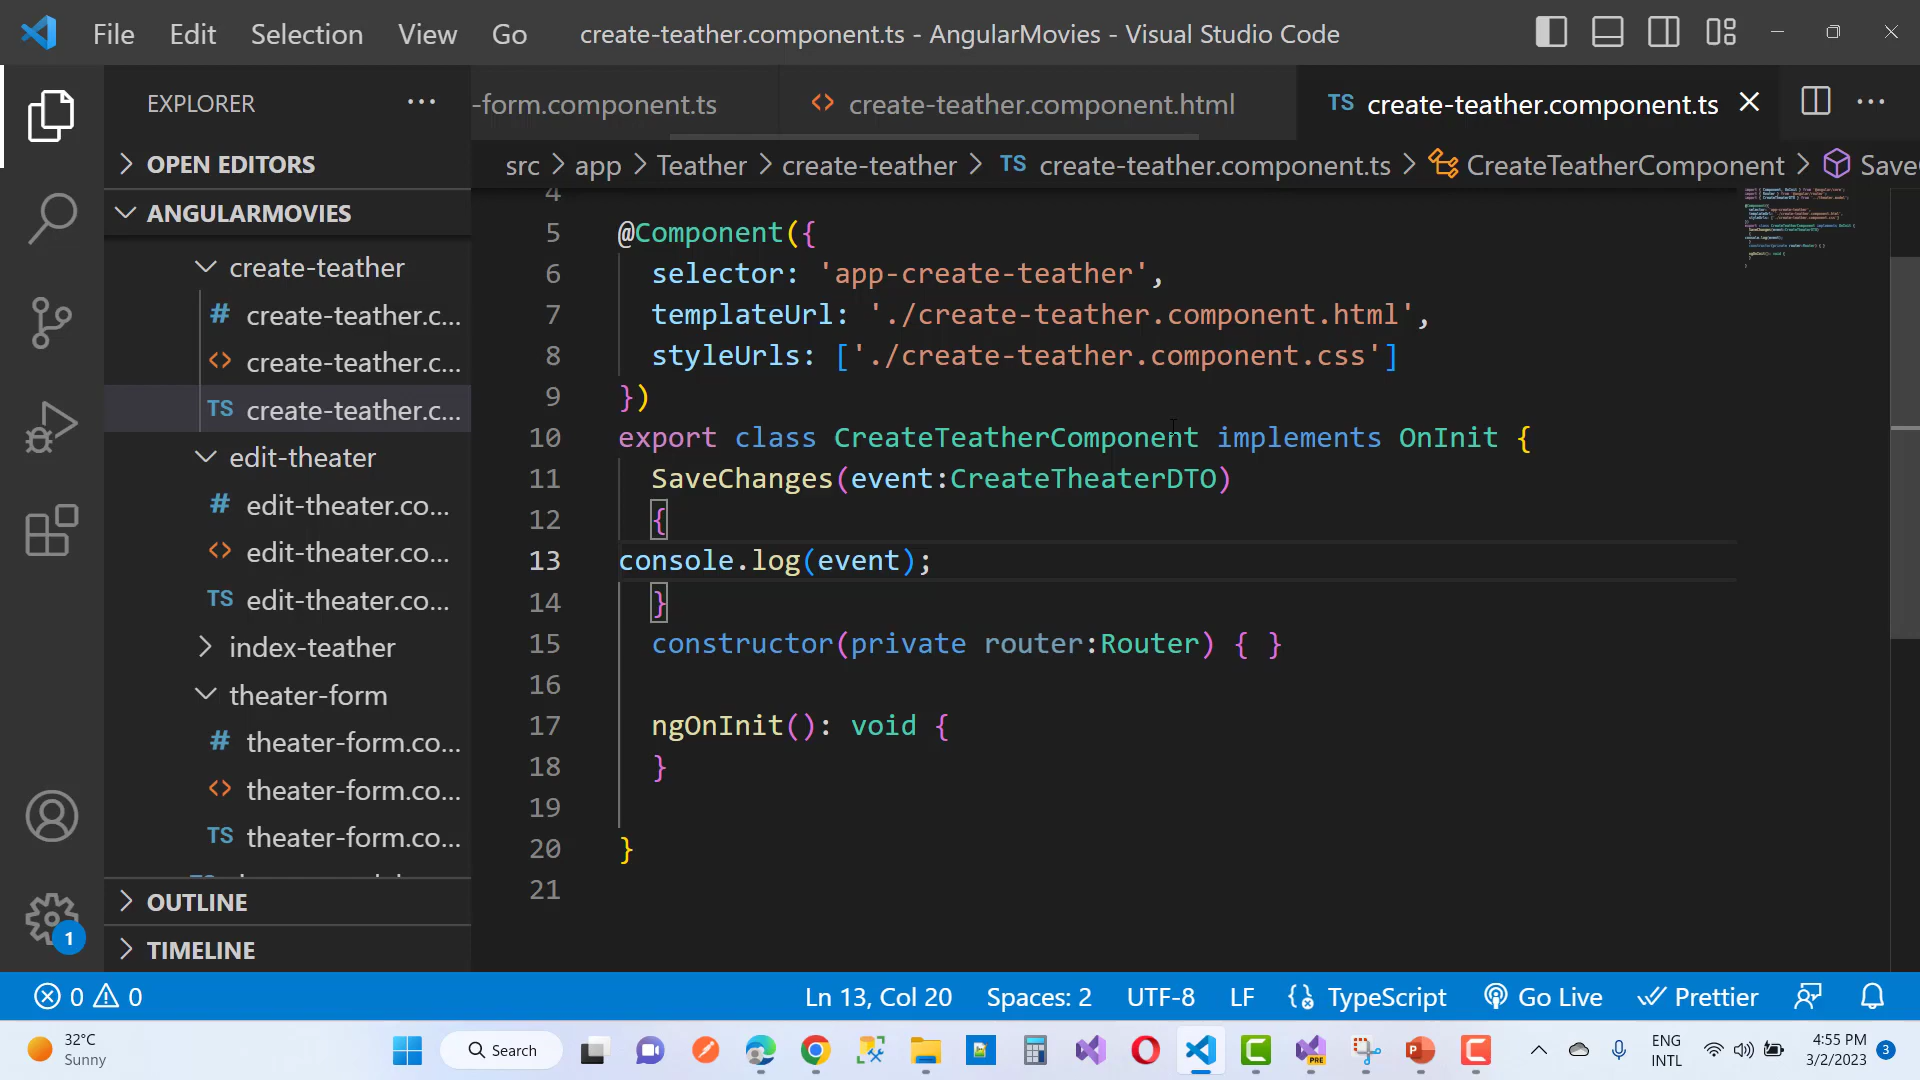 File Edit Selection View Go create-teather.component.ts - AngularMovies - Visual Studio Code
EXPLORER
-form.component.ts
create-teather.component.html
TS create-teather.component.ts
OPEN EDITORS
src > app > Teather > create-teather > TS create-teather.component.ts > CreateTeatherComponent > Save
ANGULARMOVIES
create-teather
# create-teather.c...
<> create-teather.c...
TS create-teather.c...
edit-theater
# edit-theater.co...
<> edit-theater.co...
TS edit-theater.co...
index-teather
theater-form
# theater-form.co...
<> theater-form.co...
TS theater-form.co...
OUTLINE
TIMELINE
4
5 @Component({
6 selector: 'app-create-teather',
7 templateUrl: './create-teather.component.html',
8 styleUrls: ['./create-teather.component.css']
9 })
10 export class CreateTeatherComponent implements OnInit {
11 SaveChanges(event:CreateTheaterDTO)
12 {
13 console.log(event);
14 }
15 constructor(private router:Router) { }
16
17 ngOnInit(): void {
18 }
19
20 }
21
1
0 0 Ln 13, Col 20 Spaces: 2 UTF-8 LF TypeScript Go Live Prettier
32°C
Sunny
Search
PRE
ENG
INTL
4:55 PM
3/2/2023
3